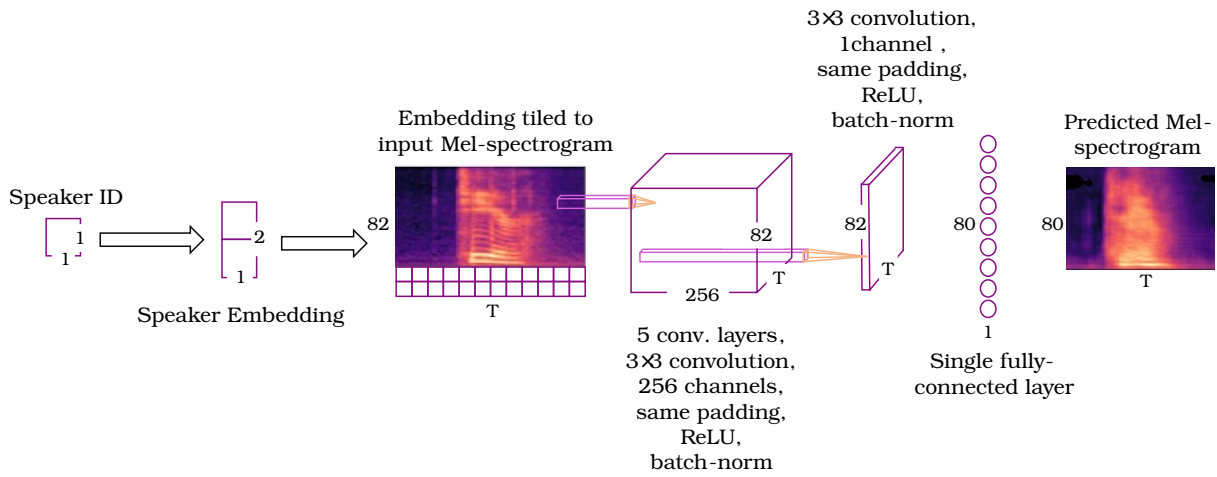 Speaker ID
1
1
2
1
Speaker Embedding
Embedding tiled to
input Mel-spectrogram
82
T
82
T
256
5 conv. layers,
3×3 convolution,
256 channels,
same padding,
ReLU,
batch-norm
3×3 convolution,
1channel ,
same padding,
ReLU,
batch-norm
82
T
80
1
Single fully-
connected layer
Predicted Mel-
spectrogram
80
T